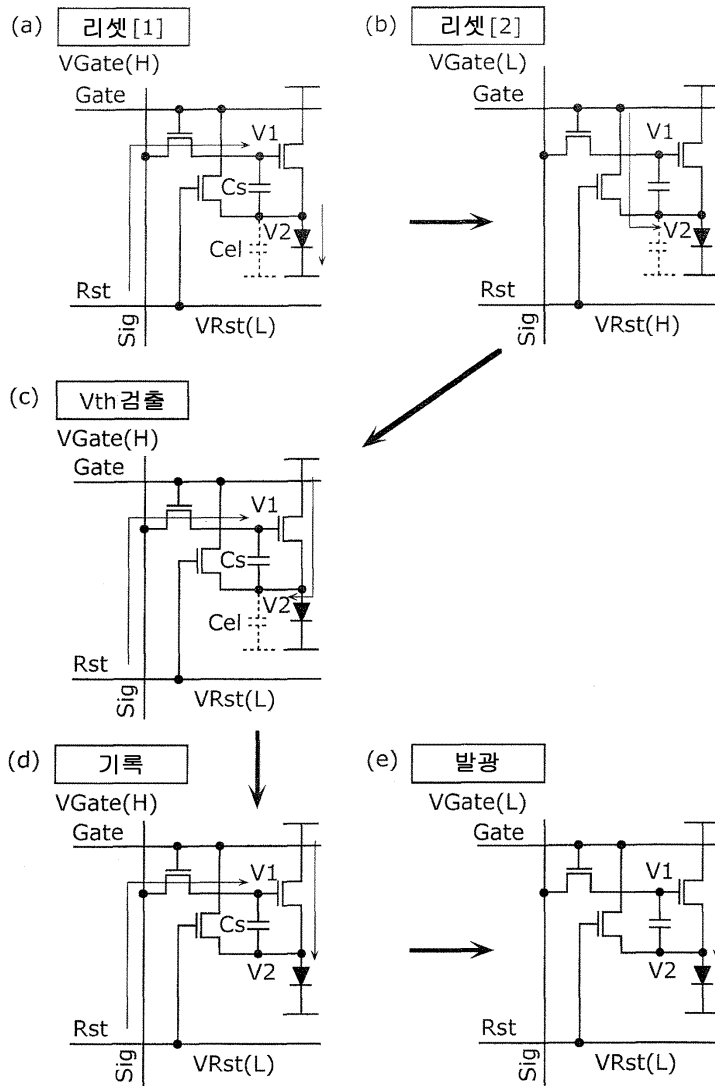 (a) 리셋[1]
VGate(H)
Gate
V1
Cs
V2
Cel
Rst
Sig
VRst(L)
(b) 리셋[2]
VGate(L)
Gate
V1
V2
Rst
Sig
VRst(H)
(c) Vth검출
VGate(H)
Gate
V1
Cs
V2
Cel
Rst
Sig
VRst(L)
(d) 기록
VGate(H)
Gate
V1
Cs
V2
Rst
Sig
VRst(L)
(e) 발광
VGate(L)
Gate
V1
V2
Rst
Sig
VRst(L)